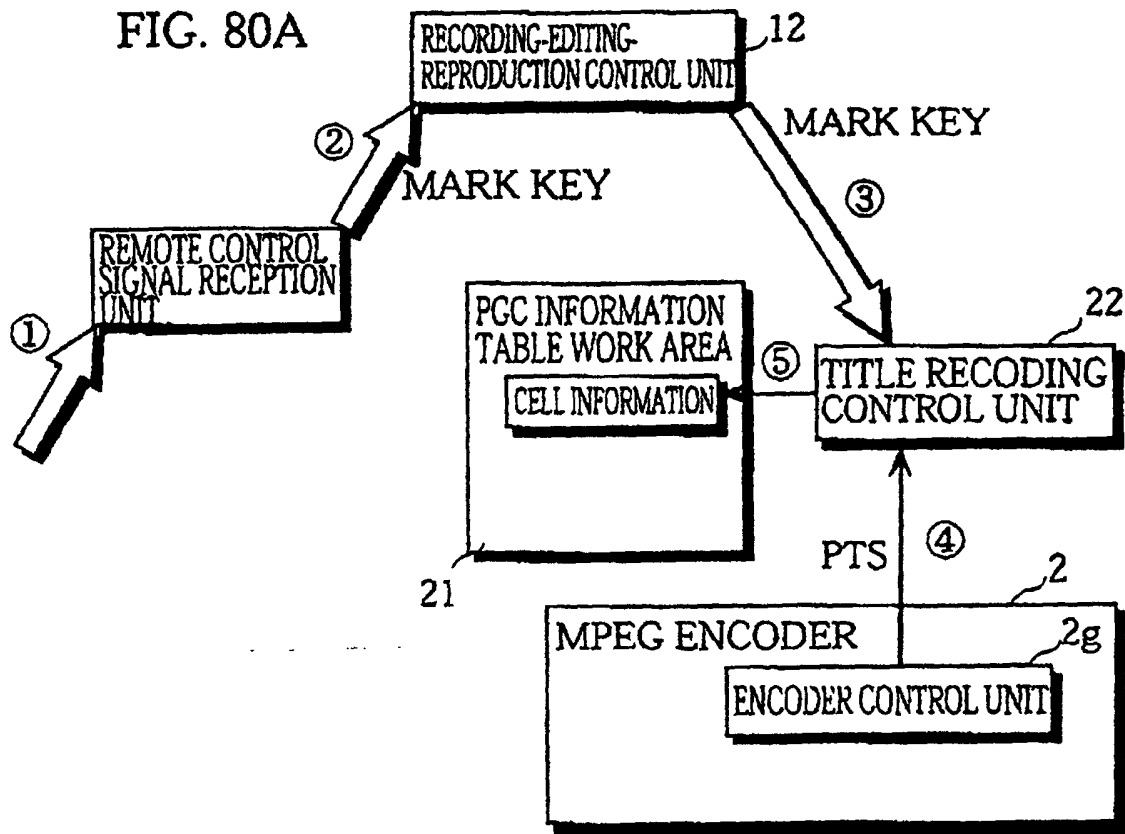 FIG. 80A
RECORDING-EDITING-
REPRODUCTION CONTROL UNIT
12
②
MARK KEY
MARK KEY
③
REMOTE CONTROL
SIGNAL RECEPTION
UNIT
①
PGC INFORMATION
TABLE WORK AREA
CELL INFORMATION
21
⑤
22
TITLE RECODING
CONTROL UNIT
PTS
④
2
MPEG ENCODER
2g
ENCODER CONTROL UNIT